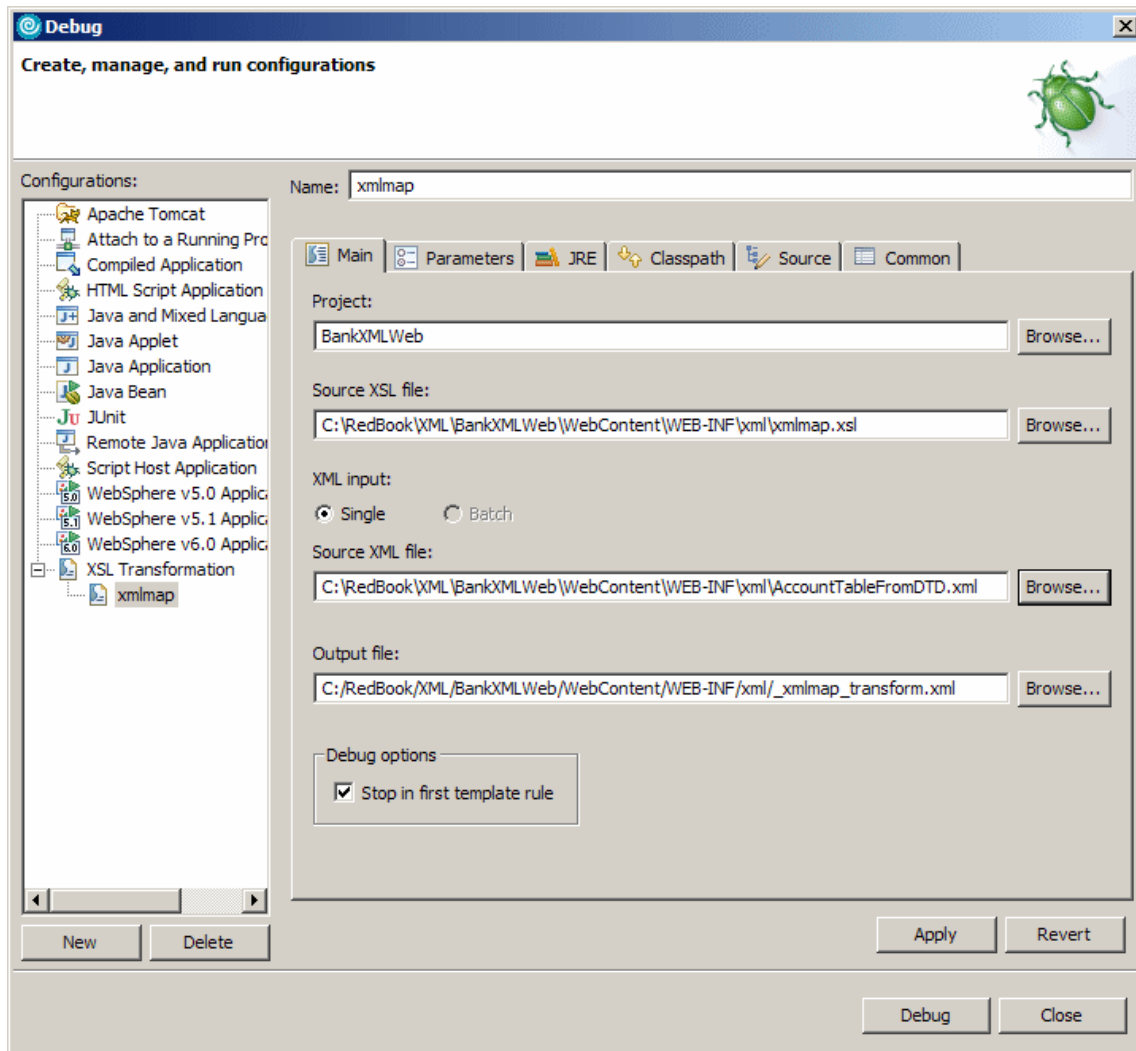 Debug
Create, manage, and run configurations
Configurations:
Apache Tomcat
Attach to a Running Pro
Compiled Application
HTML Script Application
Java and Mixed Langua
Java Applet
Java Application
Java Bean
JUnit
Remote Java Application
Script Host Application
WebSphere v5.0 Applica
WebSphere v5.1 Applica
WebSphere v6.0 Applica
XSL Transformation
xmlmap
New Delete
Name: xmlmap
Main Parameters JRE Classpath Source Common
Project:
BankXMLWeb Browse...
Source XSL file:
C:\RedBook\XML\BankXMLWeb\WebContent\WEB-INF\xml\xmlmap.xsl Browse...
XML input:
Single Batch
Source XML file:
C:\RedBook\XML\BankXMLWeb\WebContent\WEB-INF\xml\AccountTableFromDTD.xml Browse...
Output file:
C:/RedBook/XML/BankXMLWeb/WebContent/WEB-INF/xml/_xmlmap_transform.xml Browse...
Debug options
Stop in first template rule
Apply Revert
Debug Close